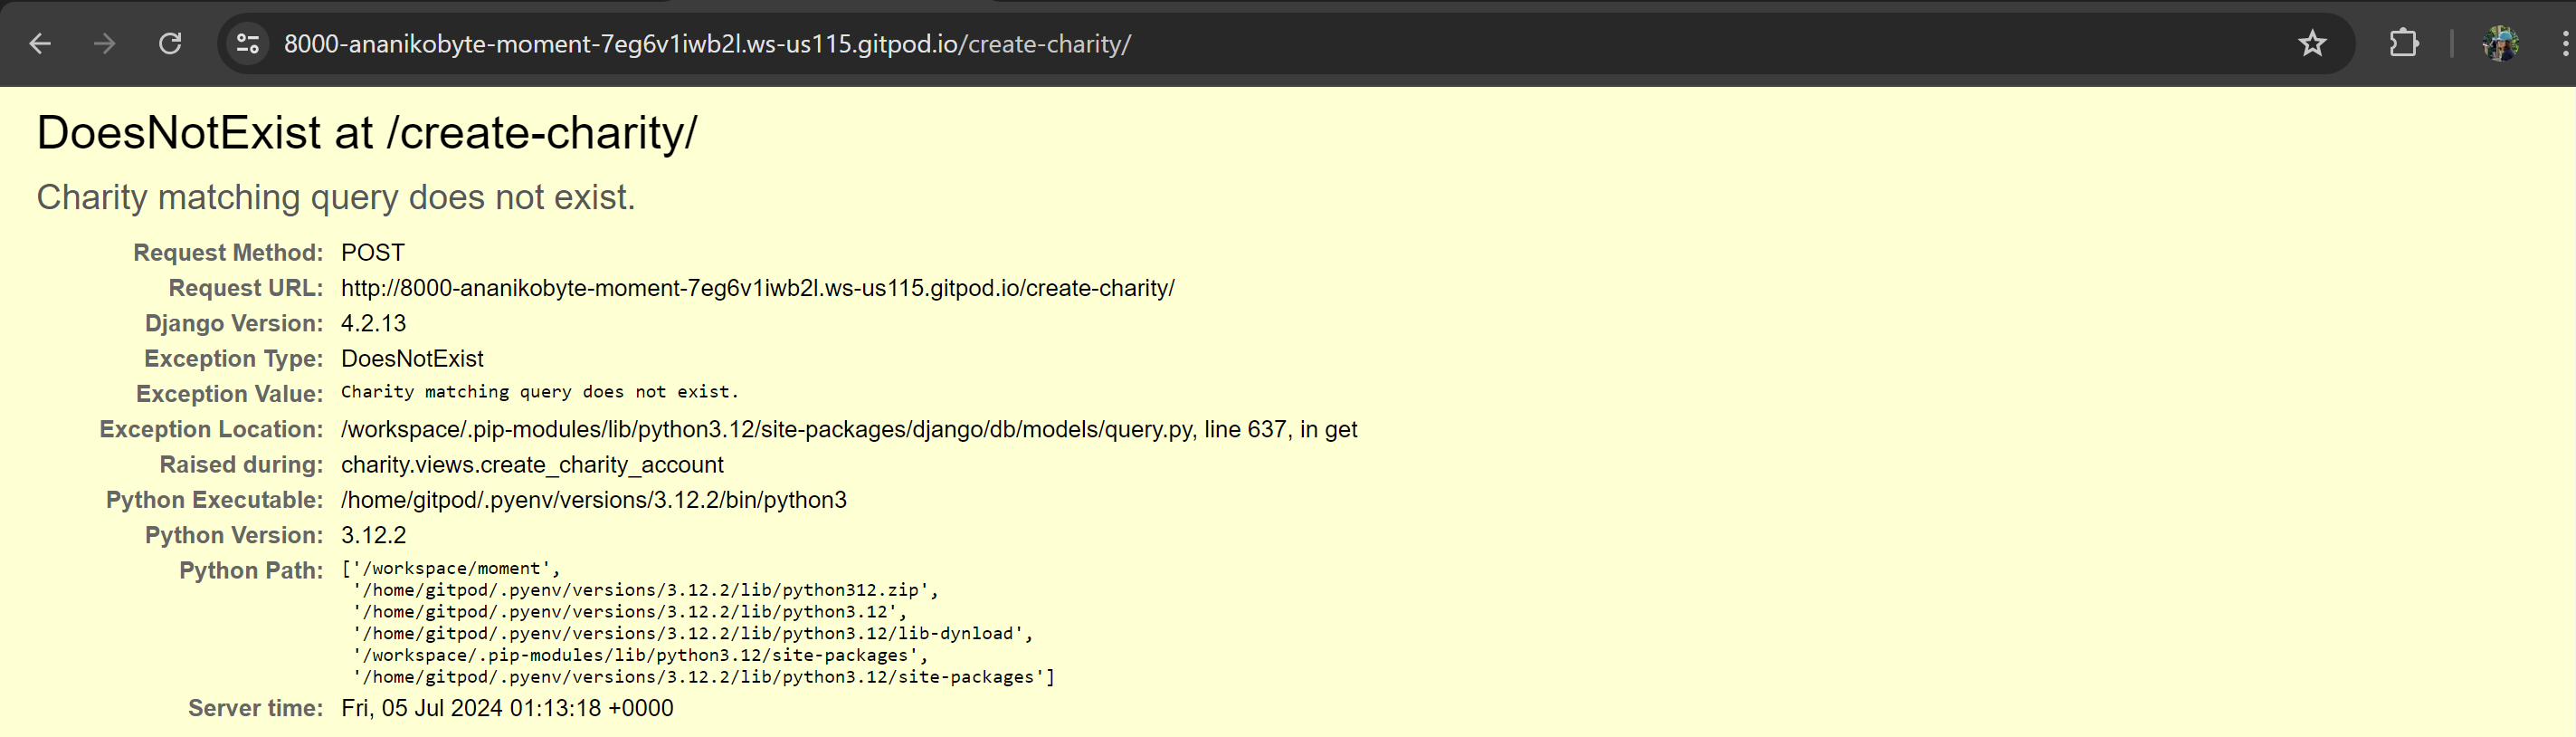 8000-ananikobyte-moment-7eg6v1iwb2l.ws-us115.gitpod.io/create-charity/
DoesNotExist at /create-charity/
Charity matching query does not exist.
Request Method: POST
Request URL: http://8000-ananikobyte-moment-7eg6v1iwb2l.ws-us115.gitpod.io/create-charity/
Django Version: 4.2.13
Exception Type: DoesNotExist
Exception Value: Charity matching query does not exist.
Exception Location: /workspace/.pip-modules/lib/python3.12/site-packages/django/db/models/query.py, line 637, in get
Raised during: charity.views.create_charity_account
Python Executable: /home/gitpod/.pyenv/versions/3.12.2/bin/python3
Python Version: 3.12.2
Python Path: ['/workspace/moment',
'/home/gitpod/.pyenv/versions/3.12.2/lib/python312.zip',
'/home/gitpod/.pyenv/versions/3.12.2/lib/python3.12',
'/home/gitpod/.pyenv/versions/3.12.2/lib/python3.12/lib-dynload',
'/workspace/.pip-modules/lib/python3.12/site-packages',
'/home/gitpod/.pyenv/versions/3.12.2/lib/python3.12/site-packages']
Server time: Fri, 05 Jul 2024 01:13:18 +0000